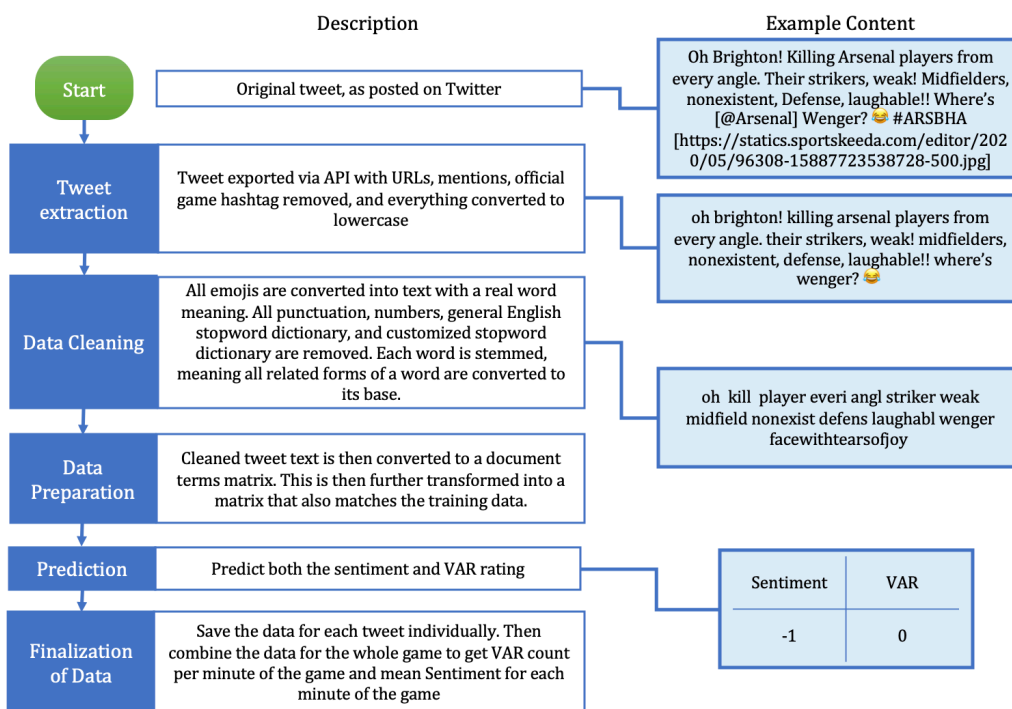 Description
Example Content
Start
Original tweet, as posted on Twitter
Oh Brighton! Killing Arsenal players from
every angle. Their strikers, weak! Midfielders,
nonexistent, Defense, laughable!! Where's
[@Arsenal] Wenger? 😂 #ARSBHA
[https://statics.sportskeeda.com/editor/202
0/05/96308-15887723538728-500.jpg]
Tweet
extraction
Tweet exported via API with URLs, mentions, official
game hashtag removed, and everything converted to
lowercase
oh brighton! killing arsenal players from
every angle. their strikers, weak! midfielders,
nonexistent, defense, laughable!! where's
wenger? 😂
Data Cleaning
All emojis are converted into text with a real word
meaning. All punctuation, numbers, general English
stopword dictionary, and customized stopword
dictionary are removed. Each word is stemmed,
meaning all related forms of a word are converted to
its base.
oh kill player everi angl striker weak
midfield nonexist defens laughabl wenger
facewithtearsofjoy
Data
Preparation
Cleaned tweet text is then converted to a document
terms matrix. This is then further transformed into a
matrix that also matches the training data.
Prediction
Predict both the sentiment and VAR rating
Sentiment VAR
-1 0
Finalization
of Data
Save the data for each tweet individually. Then
combine the data for the whole game to get VAR count
per minute of the game and mean Sentiment for each
minute of the game